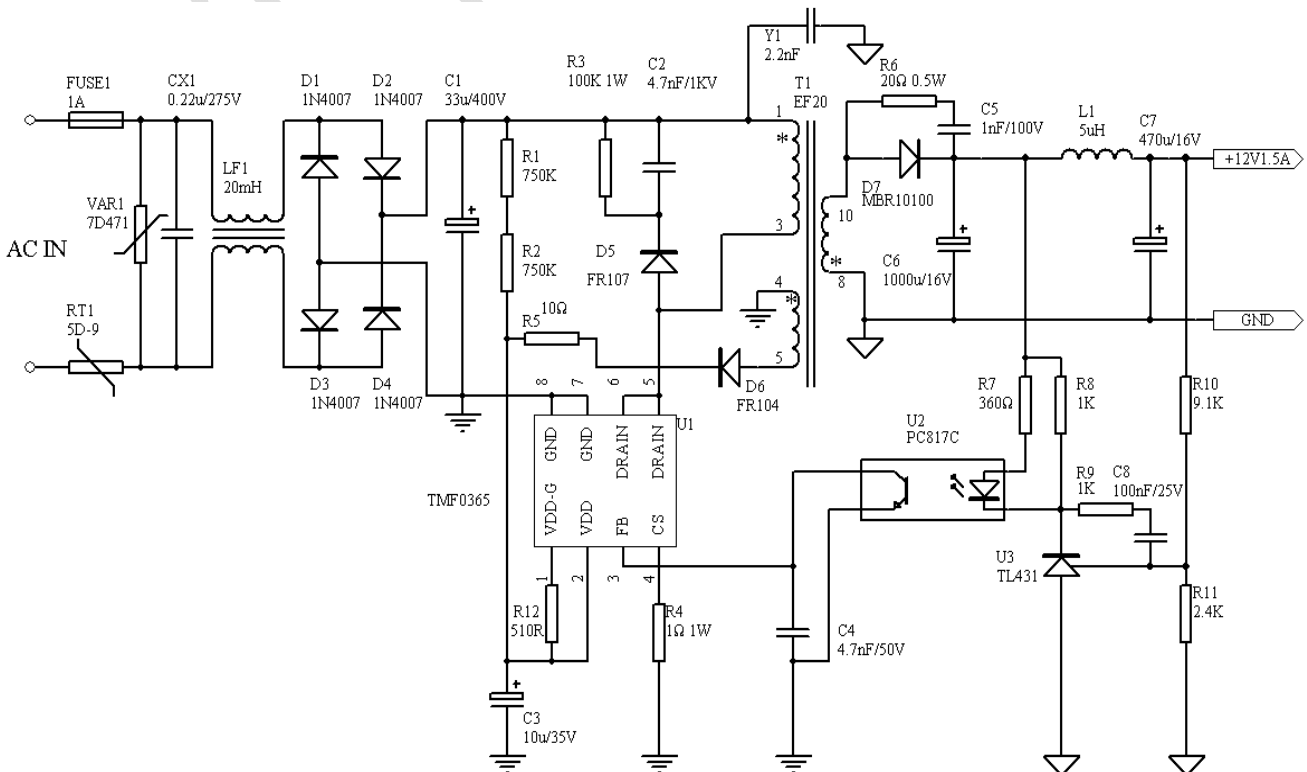 Y1
2.2nF
R3
100K 1W
C2
4.7nF/1KV
R6
20Ω 0.5W
T1
EF20
FUSE1
1A
CX1
0.22u/275V
D1
1N4007
D2
1N4007
C1
33u/400V
C5
1nF/100V
L1
5uH
C7
470u/16V
1
*
R1
750K
+12V1.5A
LF1
20mH
D7
MBR10100
VAR1
7D471
10
+
3
AC IN
R2
750K
D5
FR107
*
8
C6
1000u/16V
+
+
4
*
RT1
5D-9
10Ω
R5
GND
5
D6
FR104
D3
1N4007
D4
1N4007
8
7
6
5
R7
360Ω
R8
1K
R10
9.1K
U1
GND
GND
DRAIN
DRAIN
U2
PC817C
TMF0365
VDD-G
VDD
FB
CS
R9
1K
C8
100nF/25V
U3
TL431
1
2
3
4
R12
510R
R4
1Ω 1W
C4
4.7nF/50V
R11
2.4K
+
C3
10u/35V